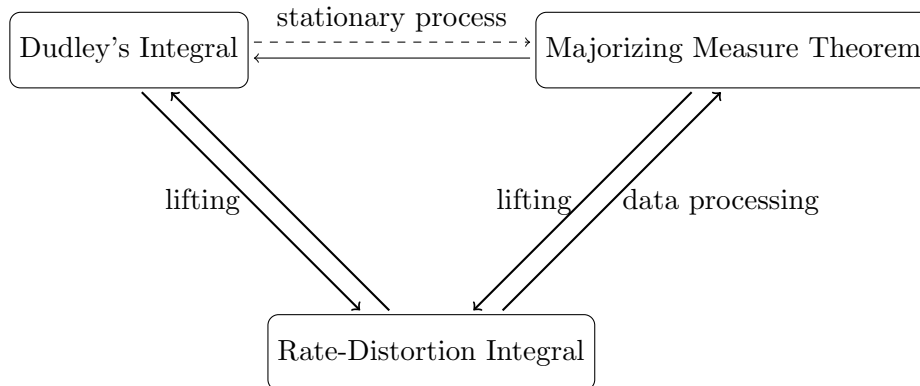 stationary process
Dudley's Integral
Majorizing Measure Theorem
lifting
lifting
data processing
Rate-Distortion Integral